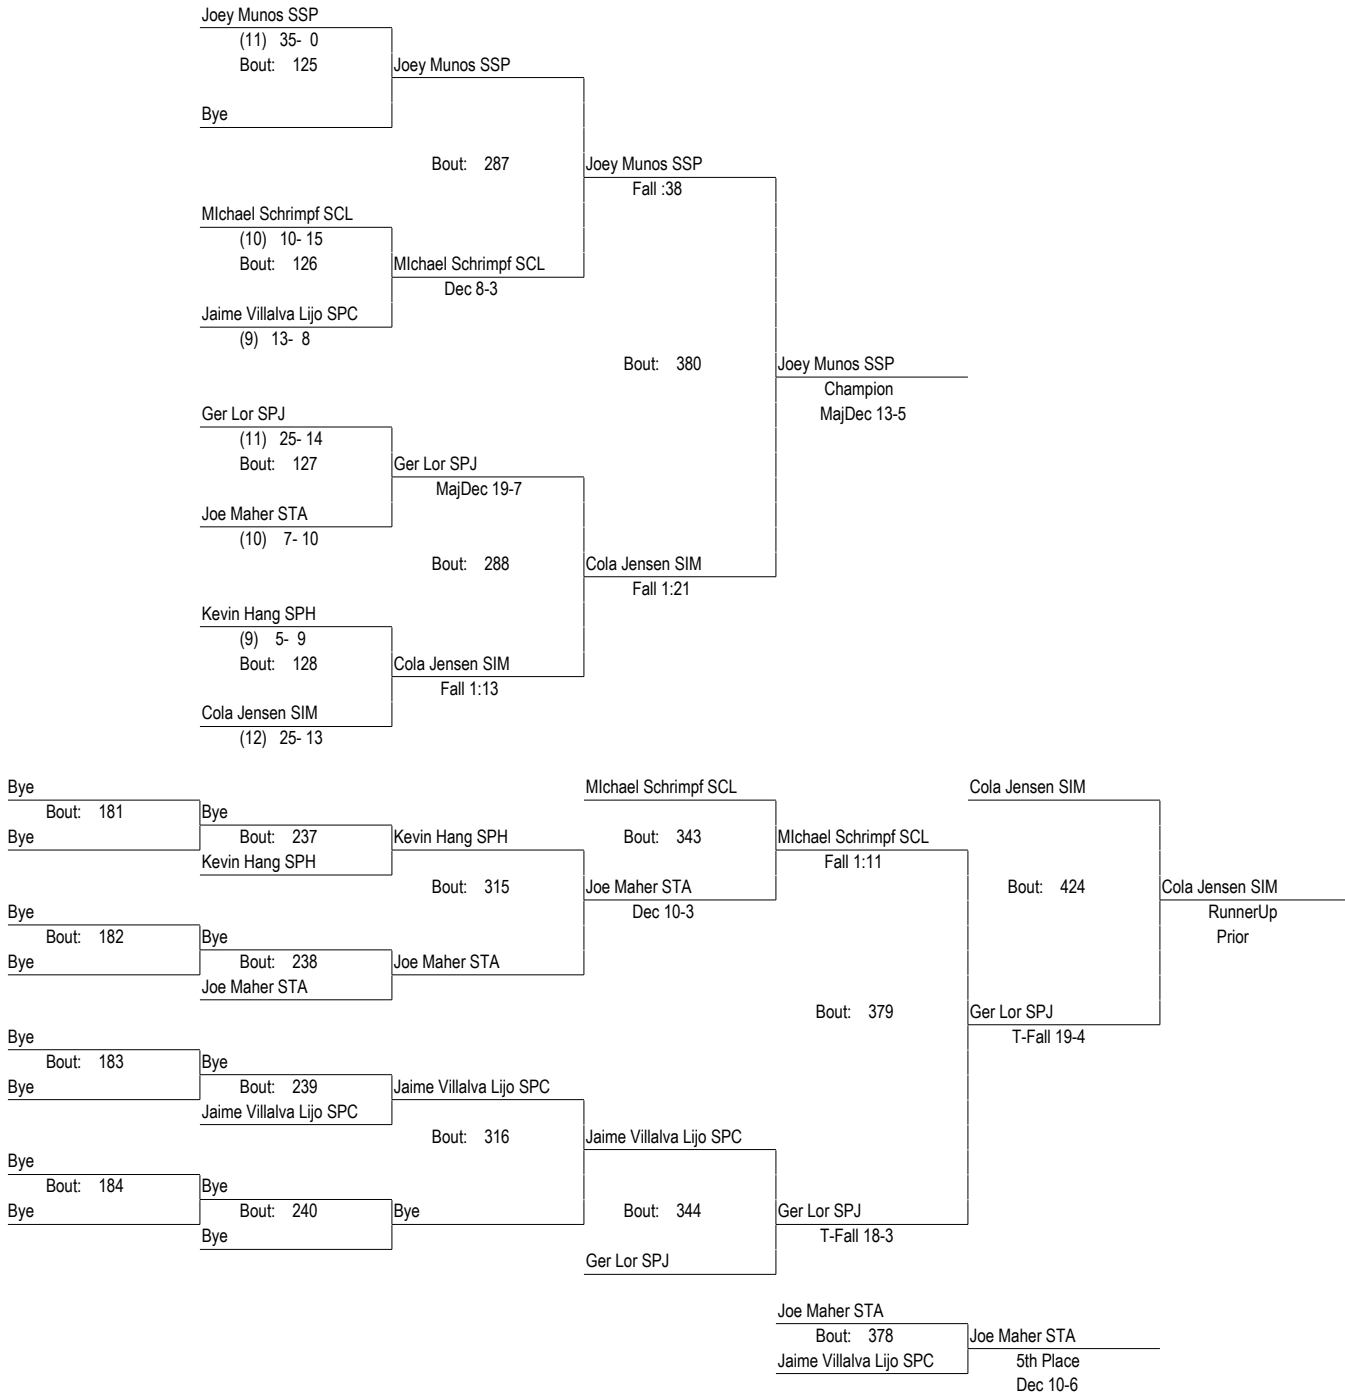 Joey Munos SSP
(11) 35- 0
Bout: 125
Joey Munos SSP
Bye
Bout: 287
Joey Munos SSP
Fall :38
MIchael Schrimpf SCL
(10) 10- 15
Bout: 126
MIchael Schrimpf SCL
Dec 8-3
Jaime Villalva Lijo SPC
(9) 13- 8
Bout: 380
Joey Munos SSP
Champion
MajDec 13-5
Ger Lor SPJ
(11) 25- 14
Bout: 127
Ger Lor SPJ
MajDec 19-7
Joe Maher STA
(10) 7- 10
Bout: 288
Cola Jensen SIM
Fall 1:21
Kevin Hang SPH
(9) 5- 9
Bout: 128
Cola Jensen SIM
Fall 1:13
Cola Jensen SIM
(12) 25- 13
Bye
Bout: 181
Bye
Bye
Bout: 237
Kevin Hang SPH
Kevin Hang SPH
Bout: 315
MIchael Schrimpf SCL
Bout: 343
Joe Maher STA
Dec 10-3
MIchael Schrimpf SCL
Fall 1:11
Cola Jensen SIM
Bout: 424
Cola Jensen SIM
RunnerUp
Prior
Bye
Bout: 182
Bye
Bye
Bout: 238
Joe Maher STA
Joe Maher STA
Bout: 379
Ger Lor SPJ
T-Fall 19-4
Bye
Bout: 183
Bye
Bye
Bout: 239
Jaime Villalva Lijo SPC
Jaime Villalva Lijo SPC
Bout: 316
Jaime Villalva Lijo SPC
Bye
Bout: 184
Bye
Bye
Bout: 240
Bye
Bye
Bout: 344
Ger Lor SPJ
Ger Lor SPJ
T-Fall 18-3
Joe Maher STA
Bout: 378
Jaime Villalva Lijo SPC
Joe Maher STA
5th Place
Dec 10-6